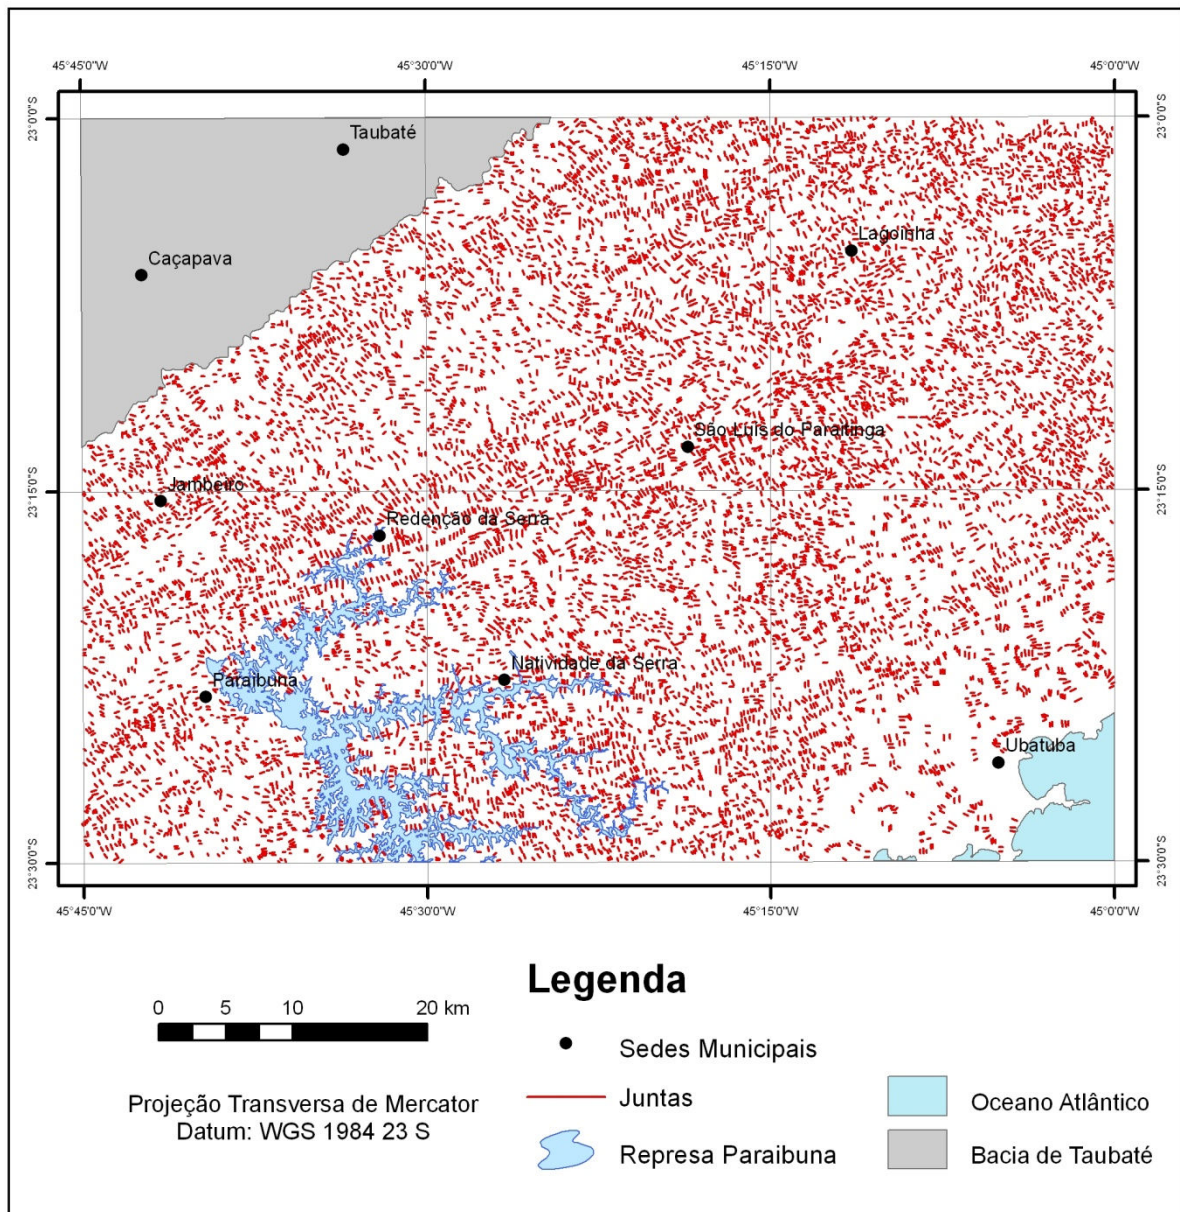 45°45'0"W 45°30'0"W 45°15'0"W 45°0'0"W
23°0'0"S 23°0'0"S
Taubaté
Lagoinha
Caçapava
São Luís do Paraitinga
23°15'0"S 23°15'0"S
Jambeiro
Redenção da Serra
Natividade da Serra
Paraibuna
Ubatuba
23°30'0"S 23°30'0"S
45°45'0"W 45°30'0"W 45°15'0"W 45°0'0"W
Legenda
0 5 10 20 km
Sedes Municipais
Projeção Transversa de Mercator
Datum: WGS 1984 23 S
Juntas
Represa Paraibuna
Oceano Atlântico
Bacia de Taubaté